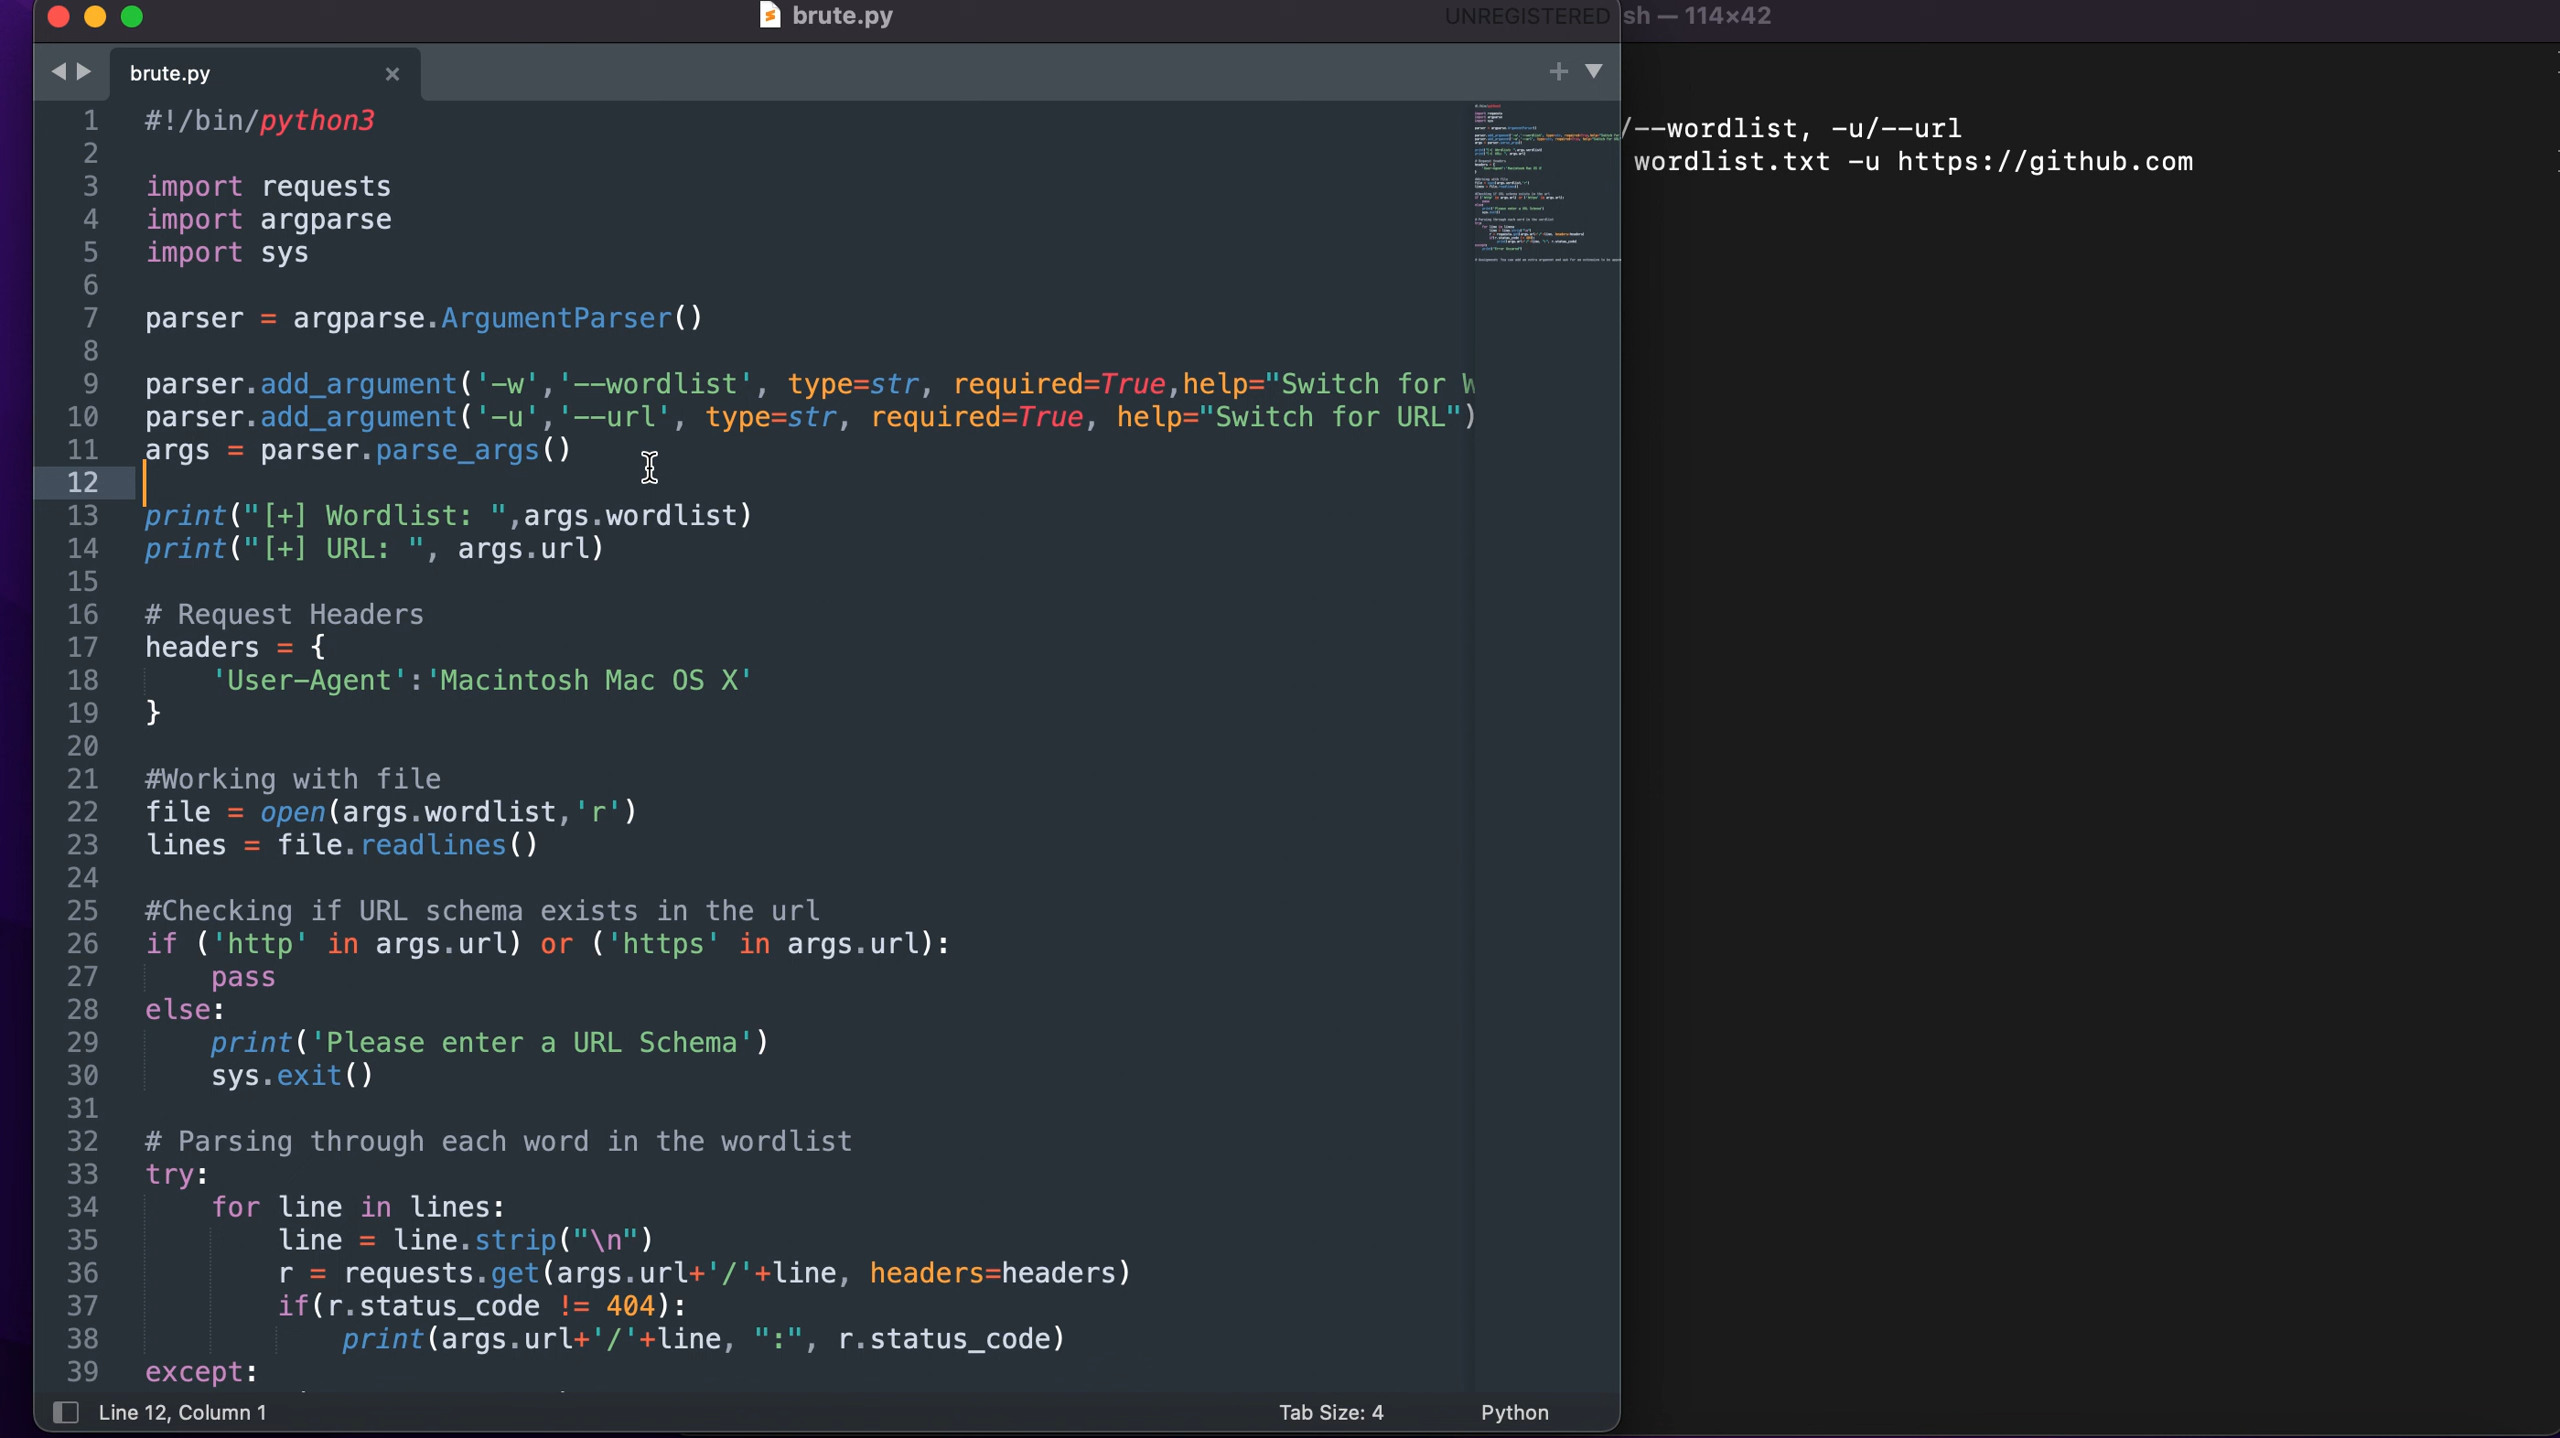 brute.py
UNREGISTERED
sh — 114×42
brute.py
/--wordlist, -u/--url
wordlist.txt -u https://github.com
1 #!/bin/python3
2
3 import requests
4 import argparse
5 import sys
6
7 parser = argparse.ArgumentParser()
8
9 parser.add_argument('-w','--wordlist', type=str, required=True,help="Switch for W
10 parser.add_argument('-u','--url', type=str, required=True, help="Switch for URL")
11 args = parser.parse_args()
12
13 print("[+] Wordlist: ",args.wordlist)
14 print("[+] URL: ", args.url)
15
16 # Request Headers
17 headers = {
18     'User-Agent':'Macintosh Mac OS X'
19 }
20
21 #Working with file
22 file = open(args.wordlist,'r')
23 lines = file.readlines()
24
25 #Checking if URL schema exists in the url
26 if ('http' in args.url) or ('https' in args.url):
27     pass
28 else:
29     print('Please enter a URL Schema')
30     sys.exit()
31
32 # Parsing through each word in the wordlist
33 try:
34     for line in lines:
35         line = line.strip("\n")
36         r = requests.get(args.url+'/'+line, headers=headers)
37         if(r.status_code != 404):
38             print(args.url+'/'+line, ":", r.status_code)
39 except:
Line 12, Column 1
Tab Size: 4
Python